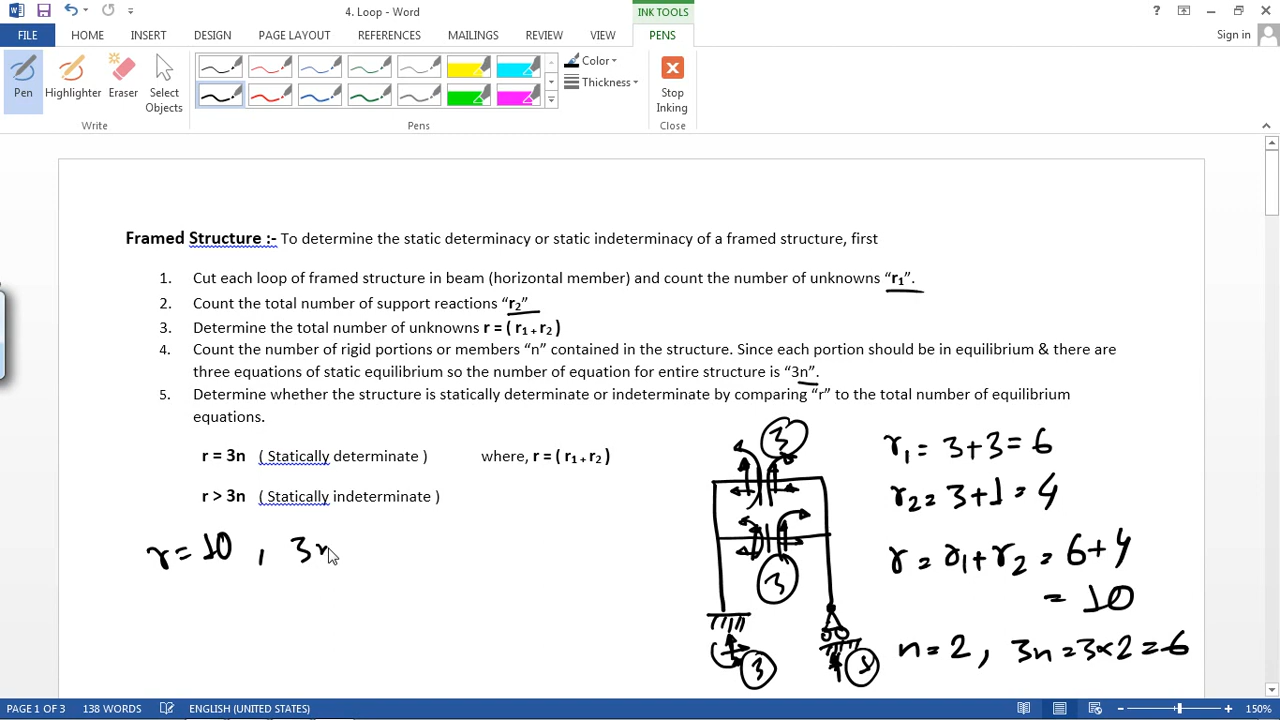 4. Loop - Word
INK TOOLS
?
FILE HOME INSERT DESIGN PAGE LAYOUT REFERENCES MAILINGS REVIEW VIEW PENS
Sign in
Pen Highlighter Eraser Select Objects
Color
Thickness
Stop Inking
Write Pens Close
Framed Structure :- To determine the static determinacy or static indeterminacy of a framed structure, first
1. Cut each loop of framed structure in beam (horizontal member) and count the number of unknowns “r₁”.
2. Count the total number of support reactions “r₂”
3. Determine the total number of unknowns r = ( r₁ + r₂ )
4. Count the number of rigid portions or members “n” contained in the structure. Since each portion should be in equilibrium & there are
three equations of static equilibrium so the number of equation for entire structure is “3n”.
5. Determine whether the structure is statically determinate or indeterminate by comparing “r” to the total number of equilibrium
equations.
r = 3n ( Statically determinate ) where, r = ( r₁ + r₂ )
r > 3n ( Statically indeterminate )
r = 10 , 3n
3
3
3
r₁ = 3+3 = 6
r₂ = 3+1 = 4
r = r₁+r₂ = 6+4
= 10
n = 2 , 3n = 3×2 = 6
PAGE 1 OF 3 138 WORDS ENGLISH (UNITED STATES)
150%